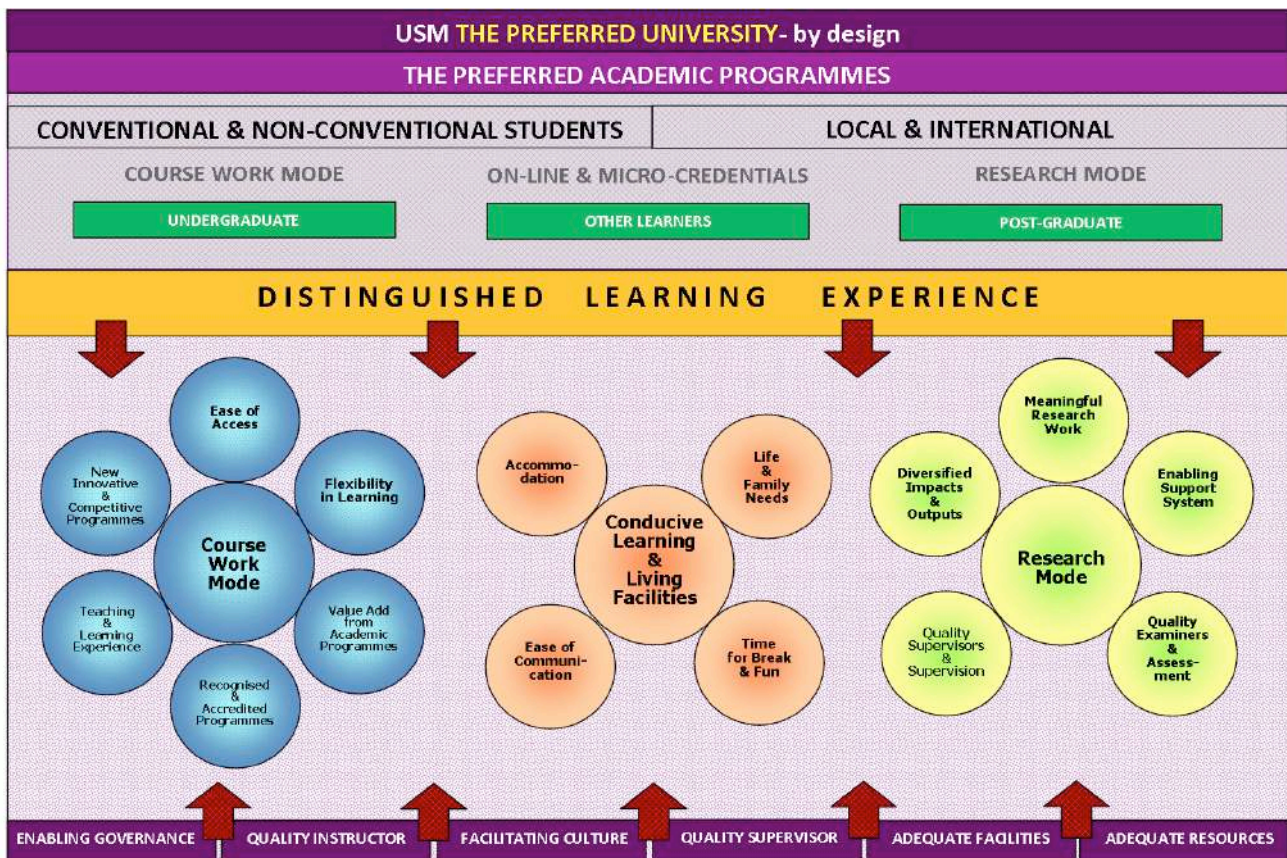 USM THE PREFERRED UNIVERSITY- by design
THE PREFERRED ACADEMIC PROGRAMMES
CONVENTIONAL & NON-CONVENTIONAL STUDENTS
LOCAL & INTERNATIONAL
COURSE WORK MODE
ON-LINE & MICRO-CREDENTIALS
RESEARCH MODE
UNDERGRADUATE
OTHER LEARNERS
POST-GRADUATE
DISTINGUISHED LEARNING EXPERIENCE
Ease of
Access
New
Innovative
&
Competitive
Programmes
Flexibility
in Learning
Course
Work
Mode
Teaching
&
Learning
Experience
Value Add
from
Academic
Programmes
Recognised
&
Accredited
Programmes
Accommo-
dation
Life
&
Family
Needs
Conducive
Learning
&
Living
Facilities
Ease of
Communi-
cation
Time
for Break
& Fun
Meaningful
Research
Work
Diversified
Impacts
&
Outputs
Enabling
Support
System
Research
Mode
Quality
Supervisors
&
Supervision
Quality
Examiners
&
Assess-
ment
ENABLING GOVERNANCE
QUALITY INSTRUCTOR
FACILITATING CULTURE
QUALITY SUPERVISOR
ADEQUATE FACILITIES
ADEQUATE RESOURCES